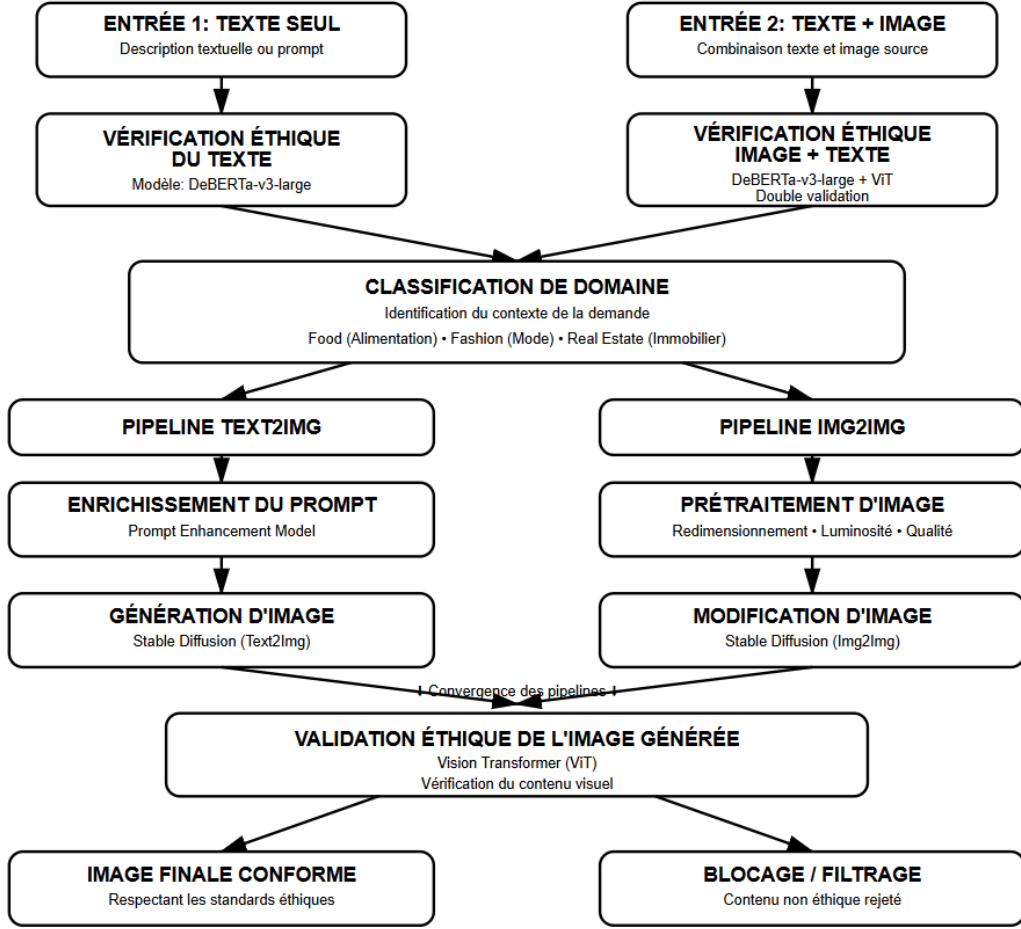 ENTRÉE 1: TEXTE SEUL
Description textuelle ou prompt
ENTRÉE 2: TEXTE + IMAGE
Combinaison texte et image source
VÉRIFICATION ÉTHIQUE
DU TEXTE
Modèle: DeBERTa-v3-large
VÉRIFICATION ÉTHIQUE
IMAGE + TEXTE
DeBERTa-v3-large + ViT
Double validation
CLASSIFICATION DE DOMAINE
Identification du contexte de la demande
Food (Alimentation) • Fashion (Mode) • Real Estate (Immobilier)
PIPELINE TEXT2IMG
PIPELINE IMG2IMG
ENRICHISSEMENT DU PROMPT
Prompt Enhancement Model
PRÉTRAITEMENT D'IMAGE
Redimensionnement • Luminosité • Qualité
GÉNÉRATION D'IMAGE
Stable Diffusion (Text2Img)
MODIFICATION D'IMAGE
Stable Diffusion (Img2Img)
⬇ Convergence des pipelines ⬇
VALIDATION ÉTHIQUE DE L'IMAGE GÉNÉRÉE
Vision Transformer (ViT)
Vérification du contenu visuel
IMAGE FINALE CONFORME
Respectant les standards éthiques
BLOCAGE / FILTRAGE
Contenu non éthique rejeté